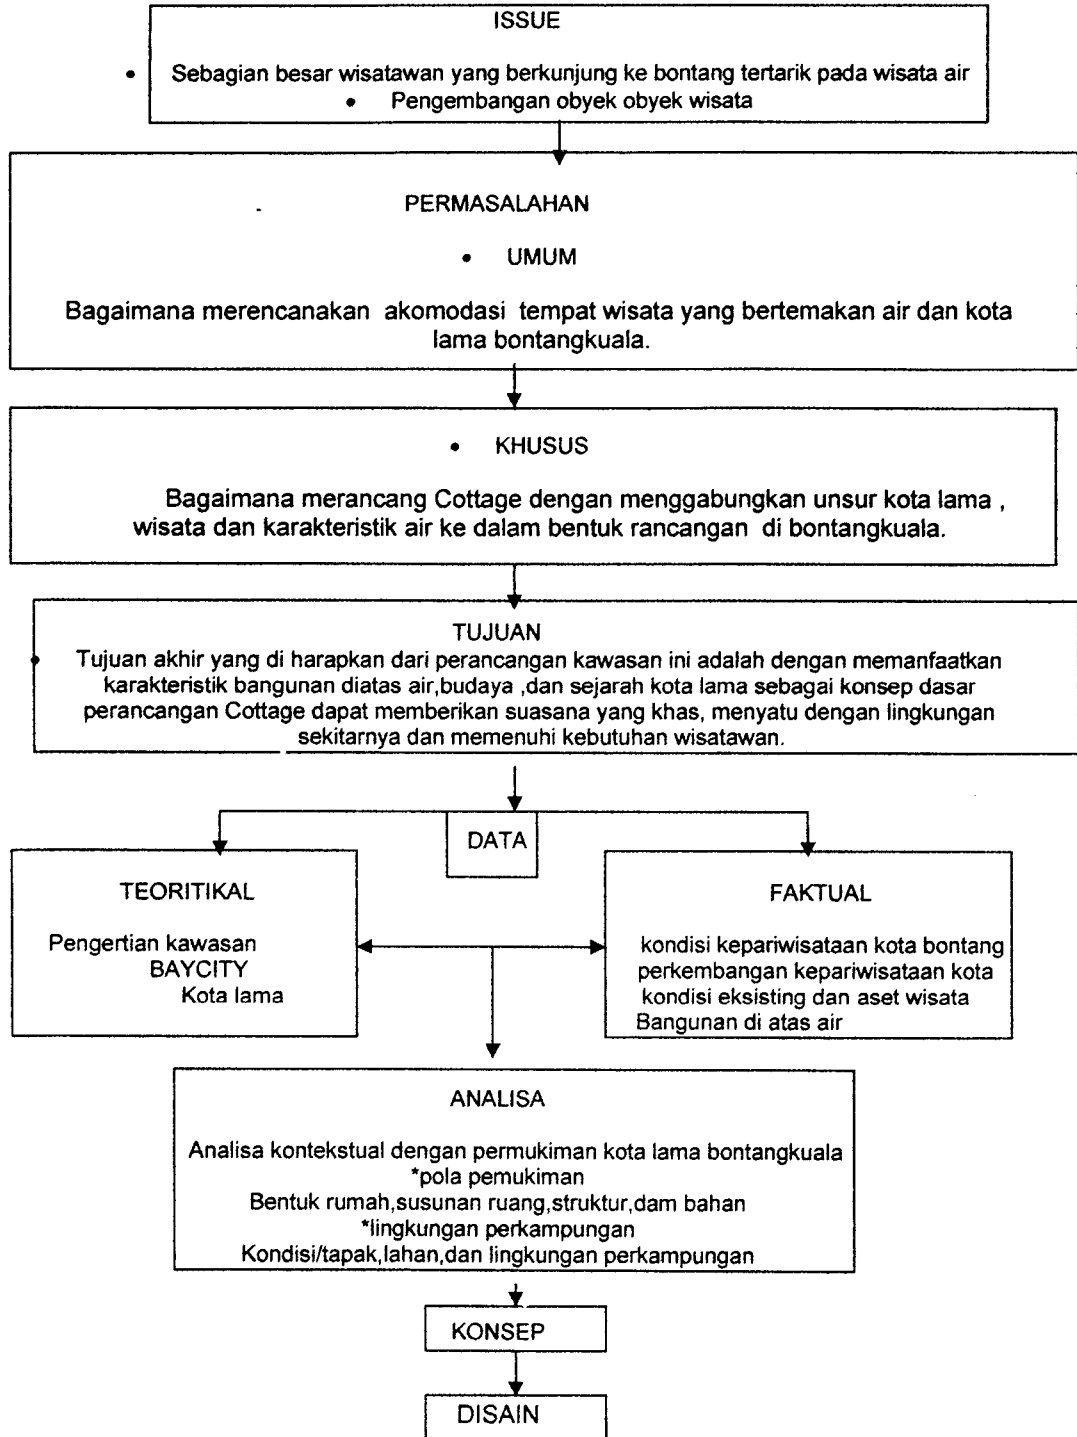 ISSUE
• Sebagian besar wisatawan yang berkunjung ke bontang tertarik pada wisata air
• Pengembangan obyek obyek wisata
PERMASALAHAN
• UMUM
Bagaimana merencanakan akomodasi tempat wisata yang bertemakan air dan kota
lama bontangkuala.
• KHUSUS
Bagaimana merancang Cottage dengan menggabungkan unsur kota lama ,
wisata dan karakteristik air ke dalam bentuk rancangan di bontangkuala.
TUJUAN
• Tujuan akhir yang di harapkan dari perancangan kawasan ini adalah dengan memanfaatkan
karakteristik bangunan diatas air,budaya ,dan sejarah kota lama sebagai konsep dasar
perancangan Cottage dapat memberikan suasana yang khas, menyatu dengan lingkungan
sekitarnya dan memenuhi kebutuhan wisatawan.
DATA
TEORITIKAL
Pengertian kawasan
BAYCITY
Kota lama
FAKTUAL
kondisi kepariwisataan kota bontang
perkembangan kepariwisataan kota
kondisi eksisting dan aset wisata
Bangunan di atas air
ANALISA
Analisa kontekstual dengan permukiman kota lama bontangkuala
*pola pemukiman
Bentuk rumah,susunan ruang,struktur,dam bahan
*lingkungan perkampungan
Kondisi/tapak,lahan,dan lingkungan perkampungan
KONSEP
DISAIN